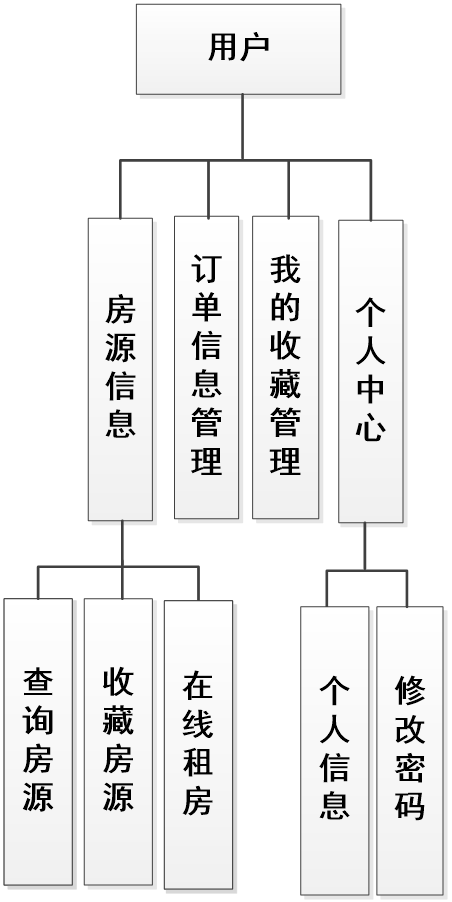 用户
房源信息
订单信息管理
我的收藏管理
个人中心
查询房源
收藏房源
在线租房
个人信息
修改密码